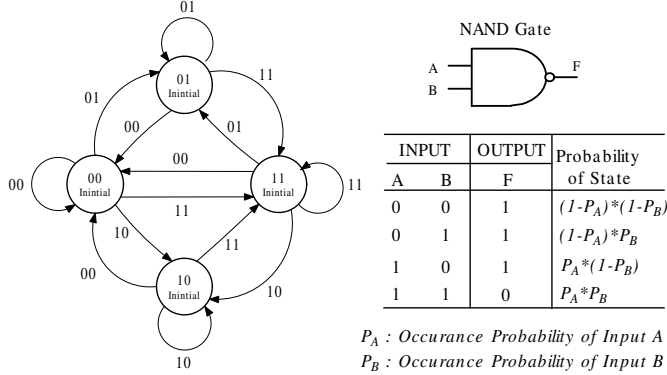 01
01
Inintial
11
01
00
01
00
Inintial
00
00
11
11
Inintial
11
10
11
00
10
10
Inintial
10
NAND Gate
A
B
F
INPUT OUTPUT Probability of State
A B F
0 0 1 (1-PA)*(1-PB)
0 1 1 (1-PA)*PB
1 0 1 PA*(1-PB)
1 1 0 PA*PB
PA : Occurance Probability of Input A
PB : Occurance Probability of Input B